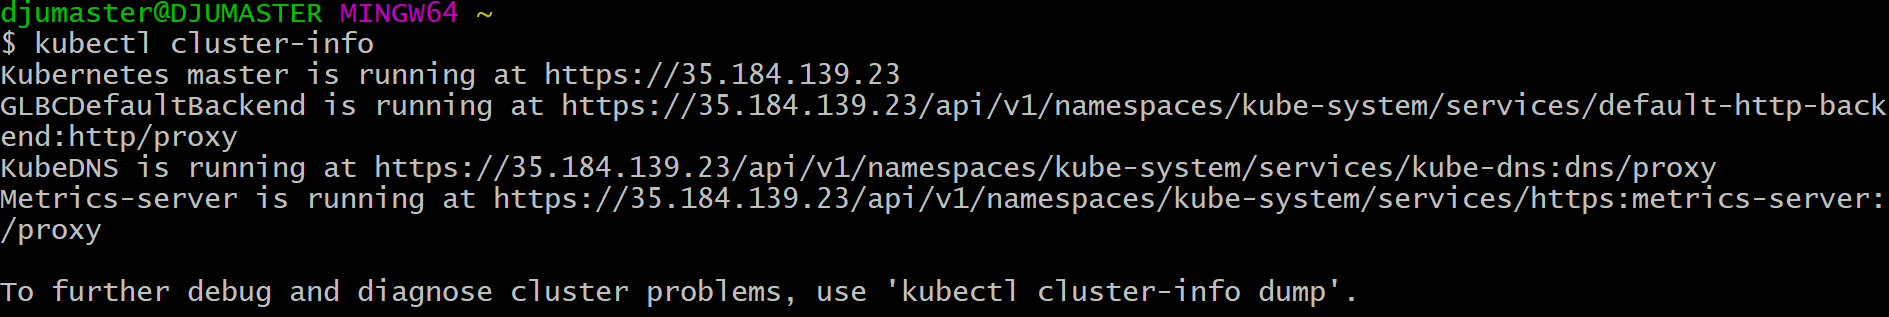 djumaster@DJUMASTER MINGW64 ~
$ kubectl cluster-info
Kubernetes master is running at https://35.184.139.23
GLBCDefaultBackend is running at https://35.184.139.23/api/v1/namespaces/kube-system/services/default-http-back
end:http/proxy
KubeDNS is running at https://35.184.139.23/api/v1/namespaces/kube-system/services/kube-dns:dns/proxy
Metrics-server is running at https://35.184.139.23/api/v1/namespaces/kube-system/services/https:metrics-server:
/proxy
To further debug and diagnose cluster problems, use 'kubectl cluster-info dump'.